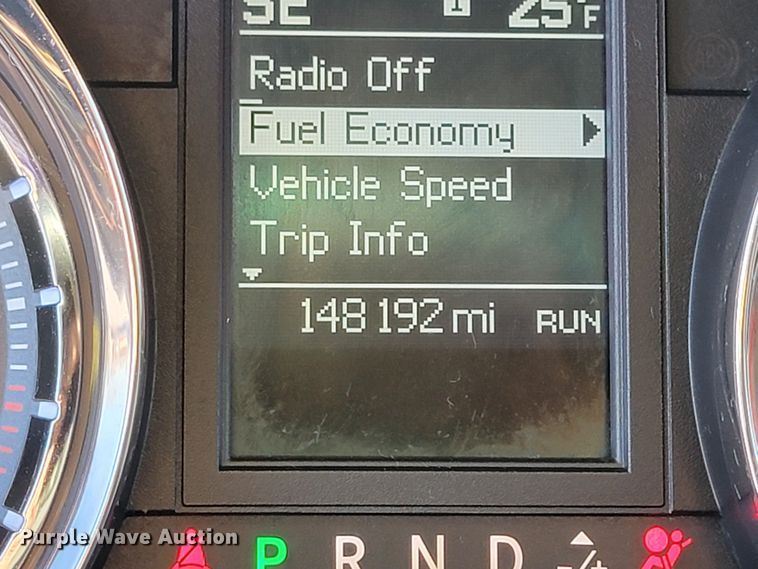 SE 25°F
Radio Off
Fuel Economy
Vehicle Speed
Trip Info
148192 mi RUN
Purple Wave Auction
P R N D -/+